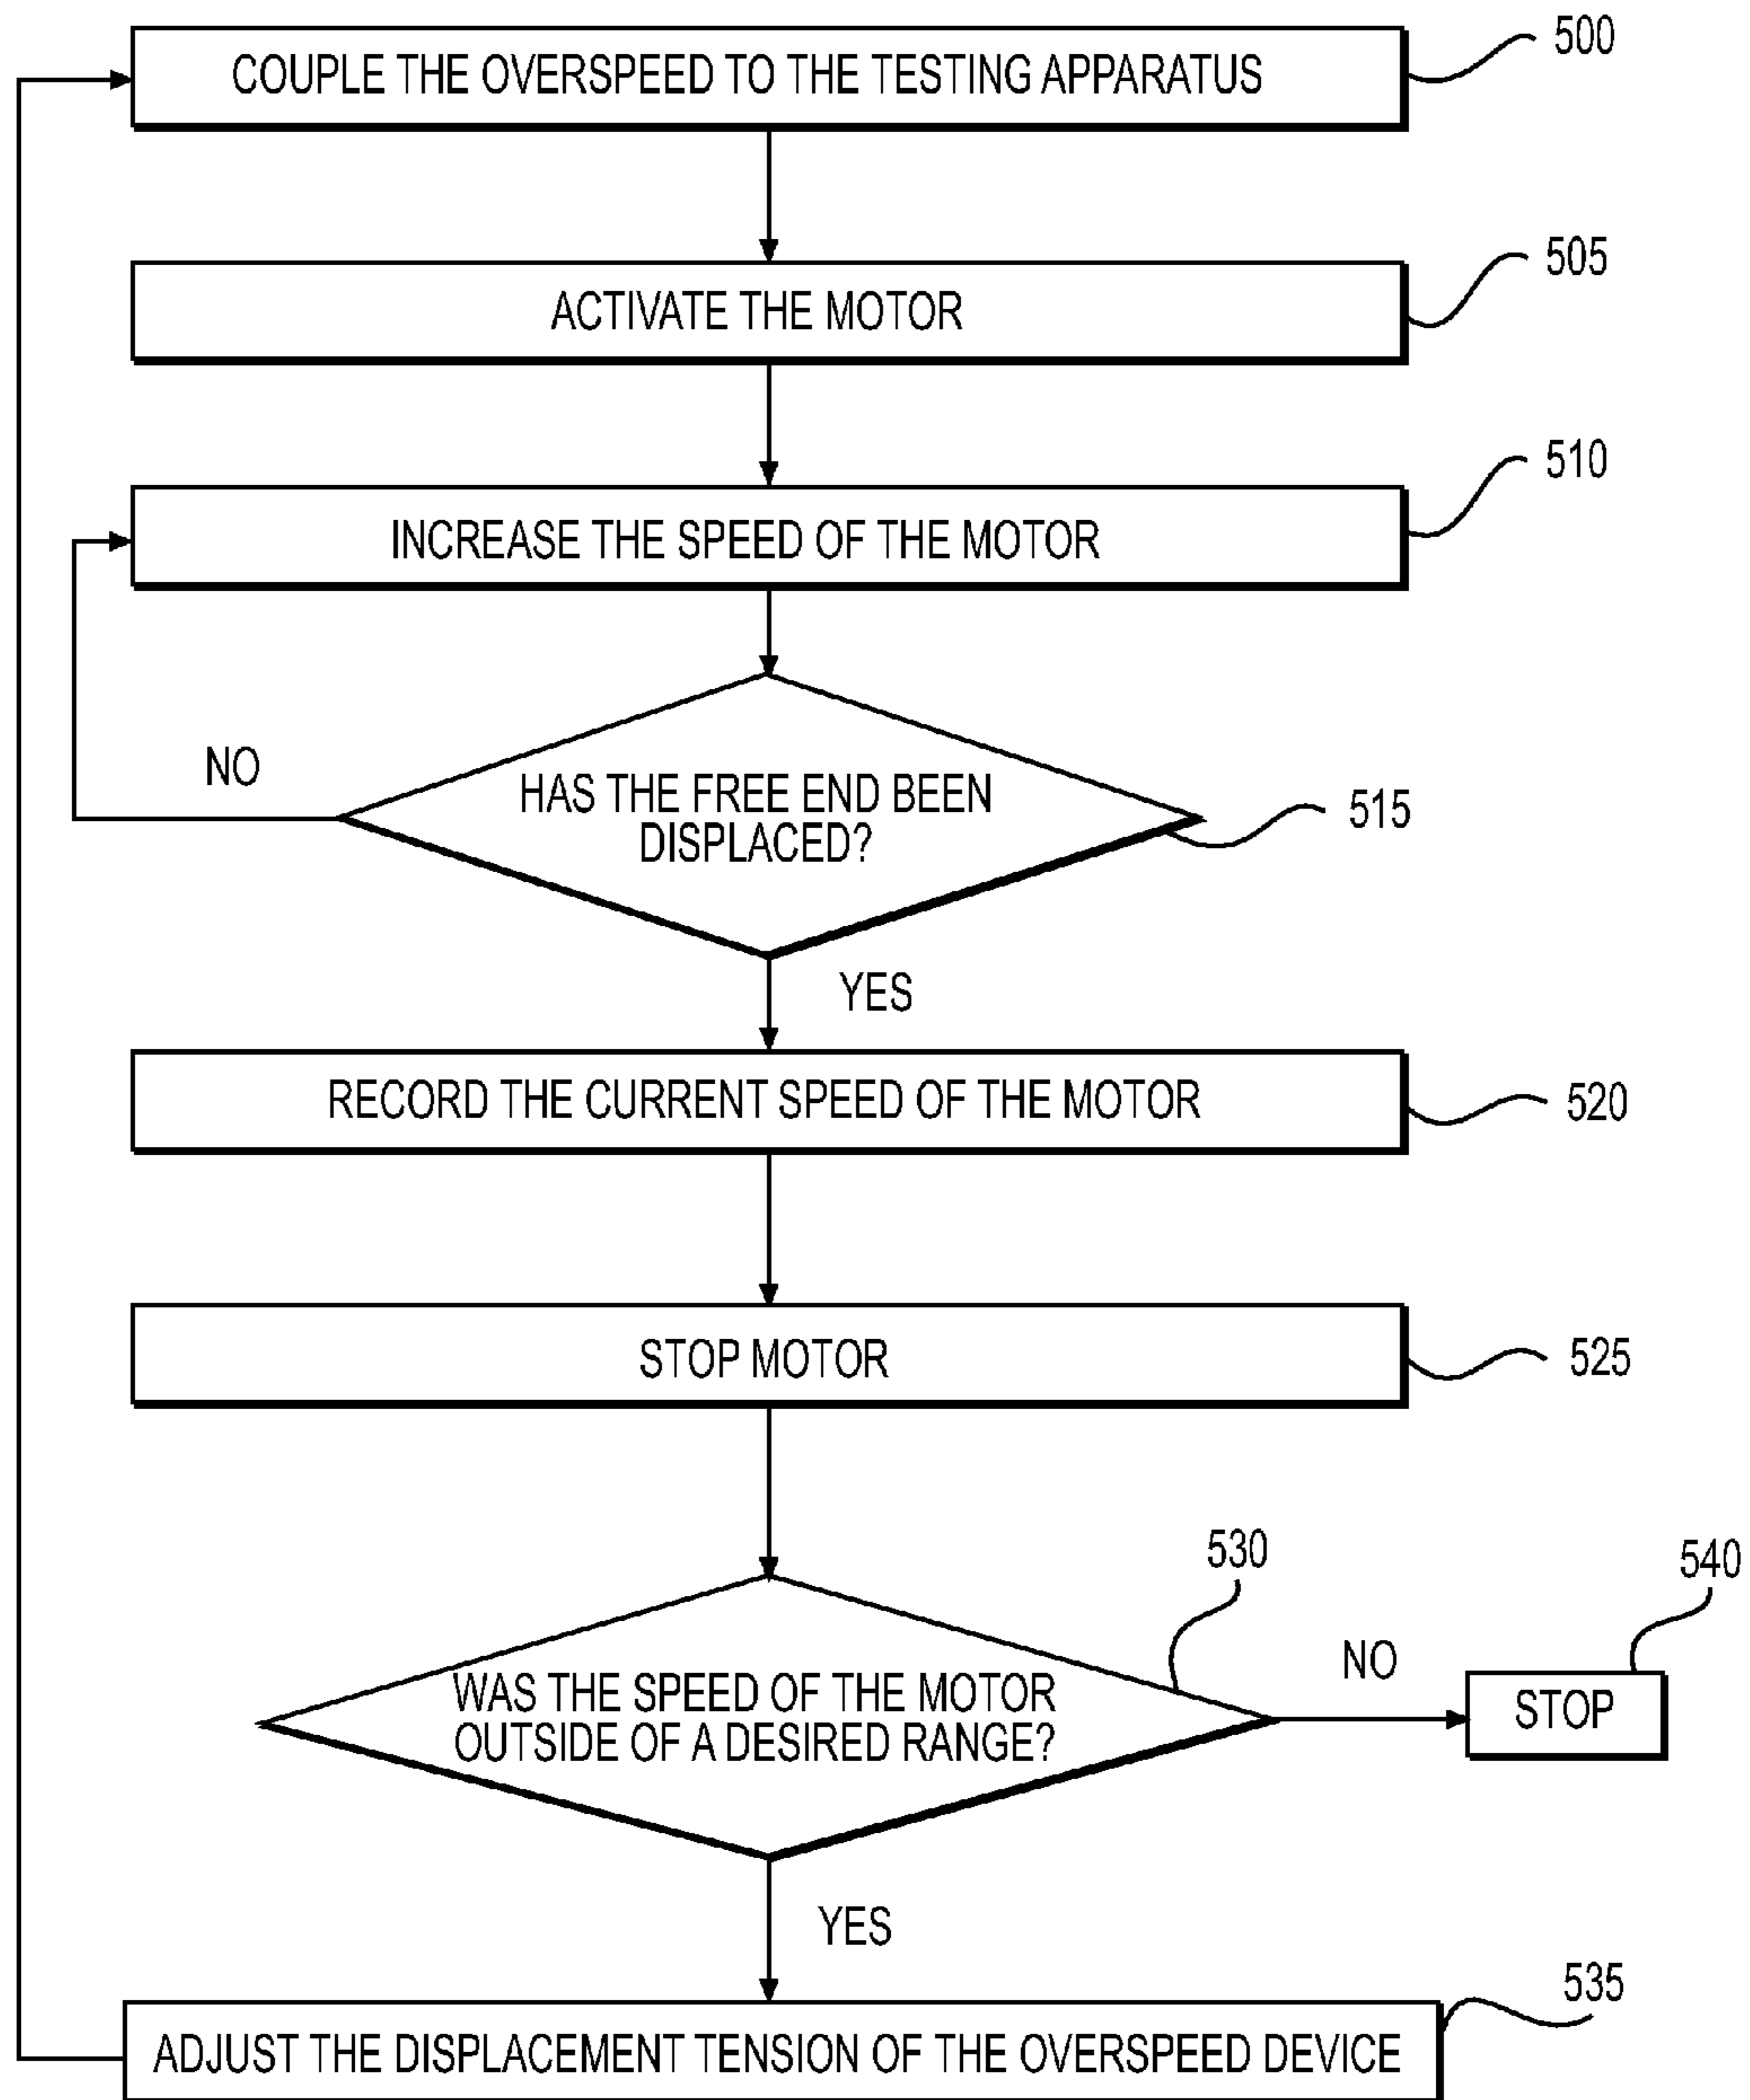 COUPLE THE OVERSPEED TO THE TESTING APPARATUS
500
ACTIVATE THE MOTOR
505
INCREASE THE SPEED OF THE MOTOR
510
NO
HAS THE FREE END BEEN
DISPLACED?
515
YES
RECORD THE CURRENT SPEED OF THE MOTOR
520
STOP MOTOR
525
530
540
WAS THE SPEED OF THE MOTOR
OUTSIDE OF A DESIRED RANGE?
NO
STOP
YES
535
ADJUST THE DISPLACEMENT TENSION OF THE OVERSPEED DEVICE